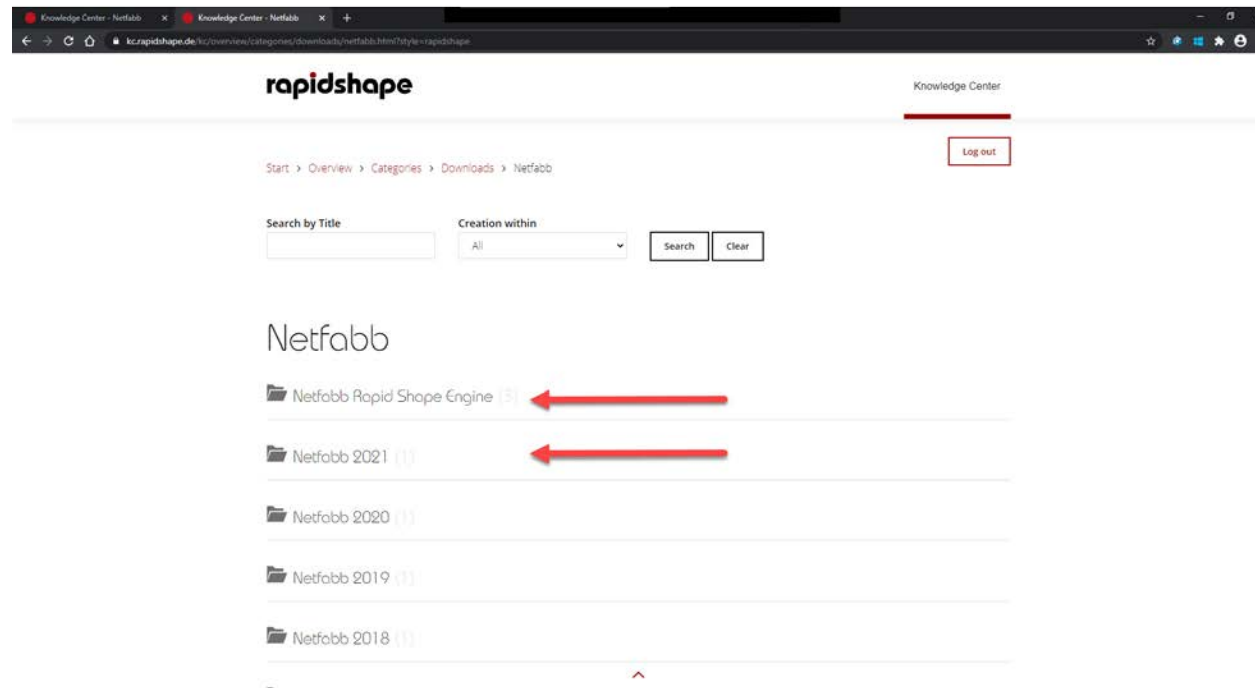 Knowledge Center - Netfabb
Knowledge Center - Netfabb
kc.rapidshape.de/kc/overview/categories/downloads/netfabb.html?style=rapidshape
rapidshape
Knowledge Center
Log out
Start > Overview > Categories > Downloads > Netfabb
Search by Title
Creation within
All
Search
Clear
Netfabb
Netfabb Rapid Shape Engine (3)
Netfabb 2021 (1)
Netfabb 2020 (1)
Netfabb 2019 (1)
Netfabb 2018 (1)